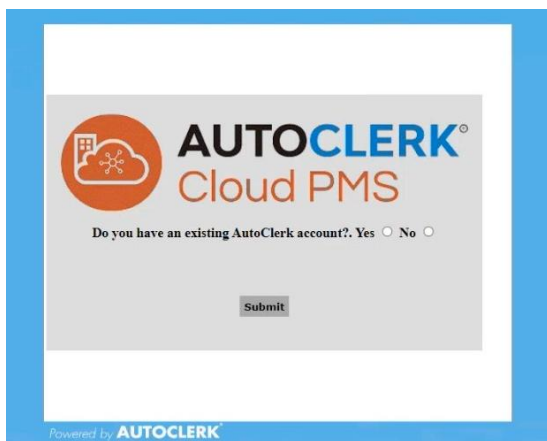 AUTOCLERK®
Cloud PMS
Do you have an existing AutoClerk account?. Yes No
Submit
Powered by AUTOCLERK